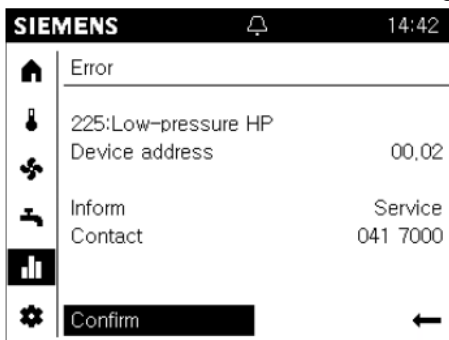 SIEMENS 14:42
Error
225:Low-pressure HP
Device address 00.02
Inform Service
Contact 041 7000
Confirm